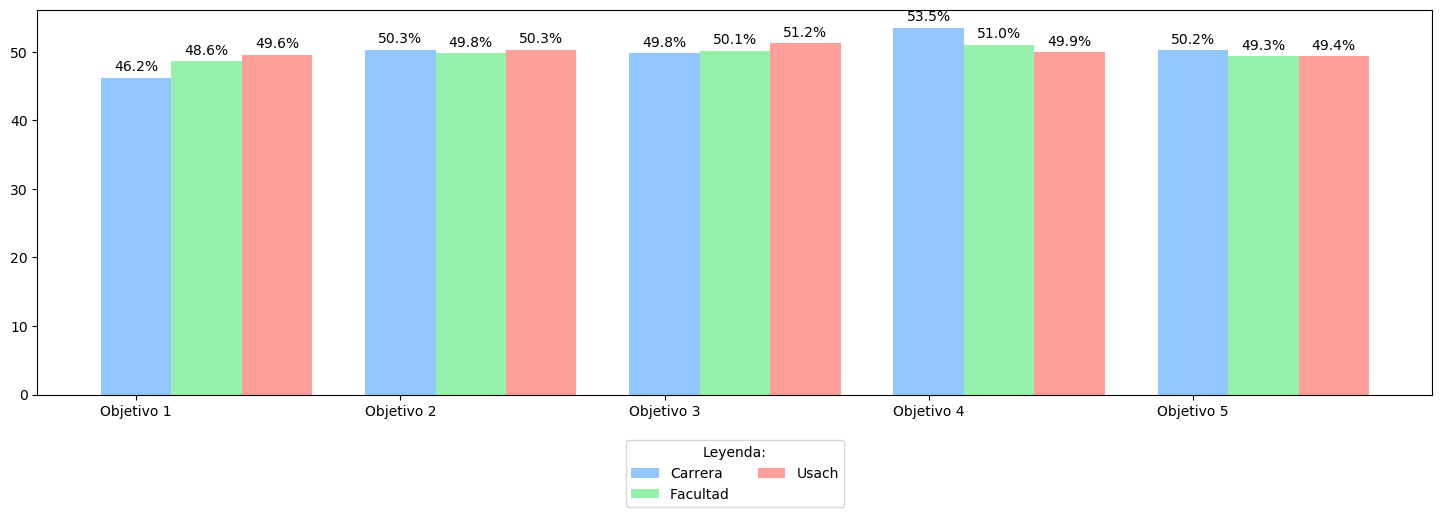 53.5%
50.3% 49.8% 50.3% 49.8% 50.1% 51.2% 51.0% 49.9% 50.2% 49.3% 49.4%
46.2% 48.6% 49.6%
50
40
30
20
10
0
Objetivo 1 Objetivo 2 Objetivo 3 Objetivo 4 Objetivo 5
Leyenda:
Carrera Usach
Facultad